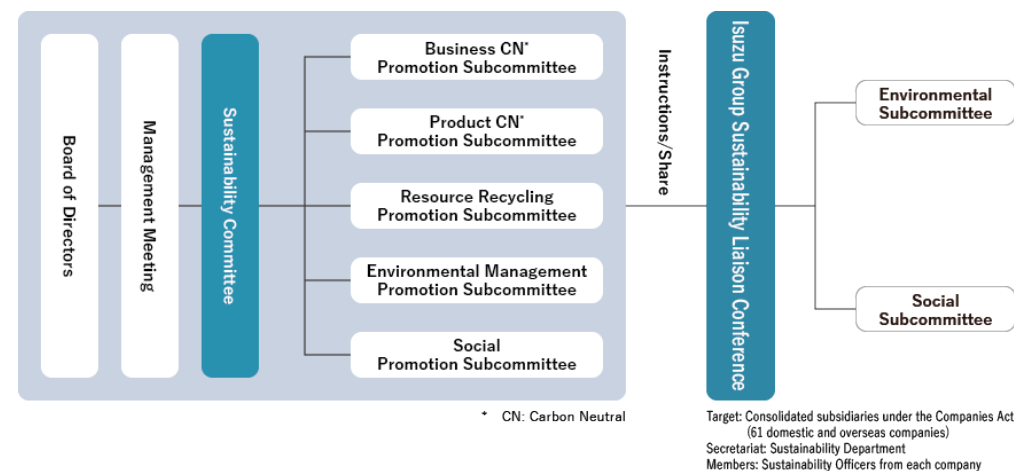 Board of Directors
Management Meeting
Sustainability Committee
Business CN*
Promotion Subcommittee
Product CN*
Promotion Subcommittee
Resource Recycling
Promotion Subcommittee
Environmental Management
Promotion Subcommittee
Social
Promotion Subcommittee
* CN: Carbon Neutral
Instructions/Share
Isuzu Group Sustainability Liaison Conference
Environmental
Subcommittee
Social
Subcommittee
Target: Consolidated subsidiaries under the Companies Act
(61 domestic and overseas companies)
Secretariat: Sustainability Department
Members: Sustainability Officers from each company